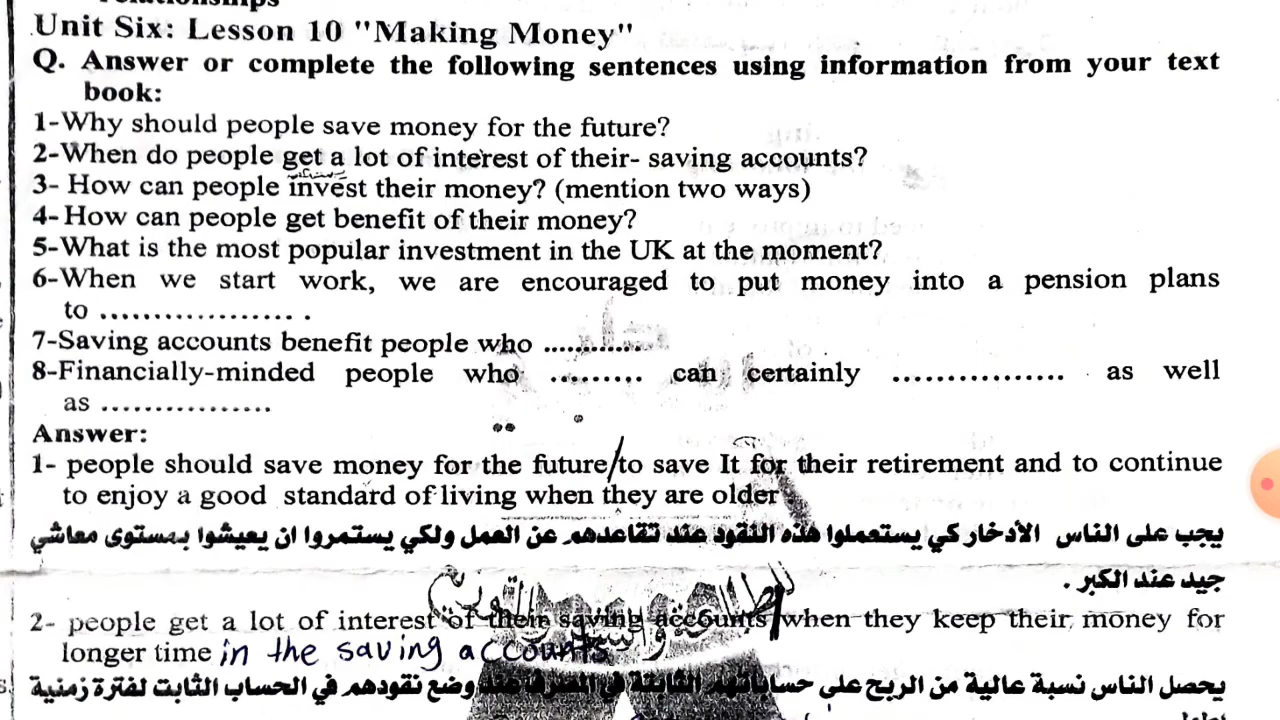 relationships
Unit Six: Lesson 10 "Making Money"
Q. Answer or complete the following sentences using information from your text
book:
1-Why should people save money for the future?
2-When do people get a lot of interest of their- saving accounts?
3- How can people invest their money? (mention two ways)
4- How can people get benefit of their money?
5-What is the most popular investment in the UK at the moment?
6-When we start work, we are encouraged to put money into a pension plans
to .................. .
7-Saving accounts benefit people who ............
8-Financially-minded people who ......... can certainly ................ as well
as ................
Answer:
1- people should save money for the future/to save It for their retirement and to continue
to enjoy a good standard of living when they are older .
يجب على الناس الأدخار كي يستعملوا هذه النقود عند تقاعدهم عن العمل ولكي يستمروا ان يعيشوا بمستوى معاشي
جيد عند الكبر .
2- people get a lot of interest of their saving accounts/when they keep their money for
longer time in the saving accounts
يحصل الناس نسبة عالية من الربح على حساباتهم الثابتة في المصرف عند وضع نقودهم في الحساب الثابت لفترة زمنية